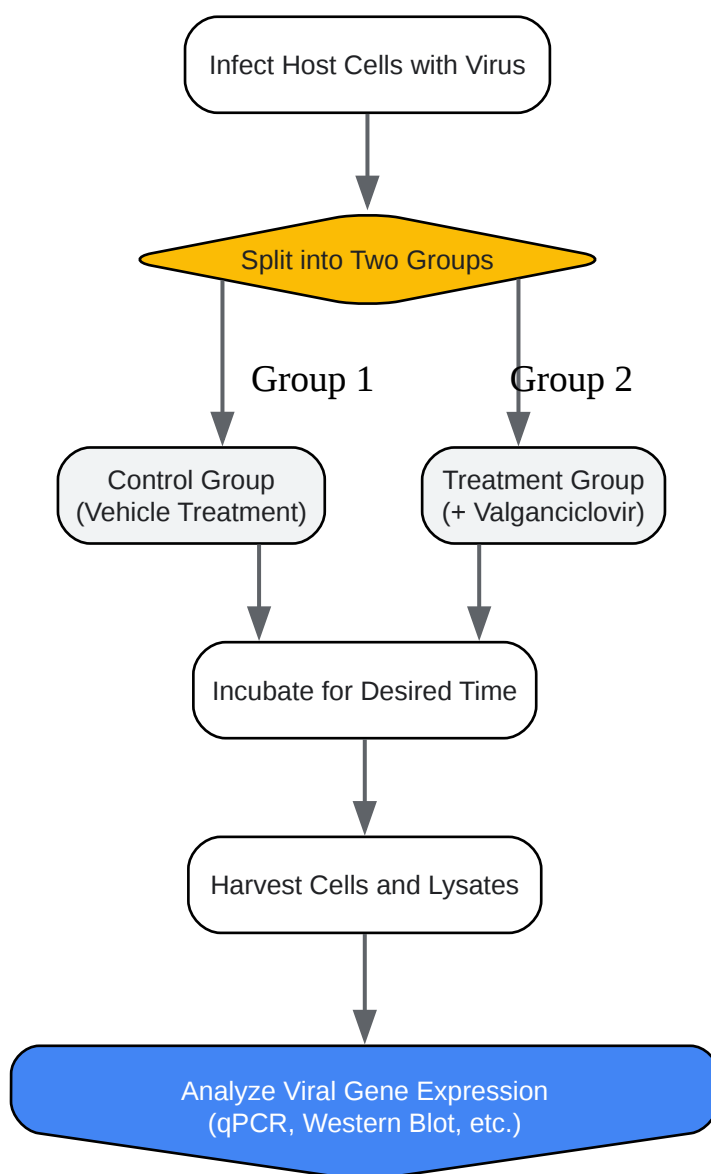 Infect Host Cells with Virus
Split into Two Groups
Group 1
Group 2
Control Group
(Vehicle Treatment)
Treatment Group
(+ Valganciclovir)
Incubate for Desired Time
Harvest Cells and Lysates
Analyze Viral Gene Expression
(qPCR, Western Blot, etc.)